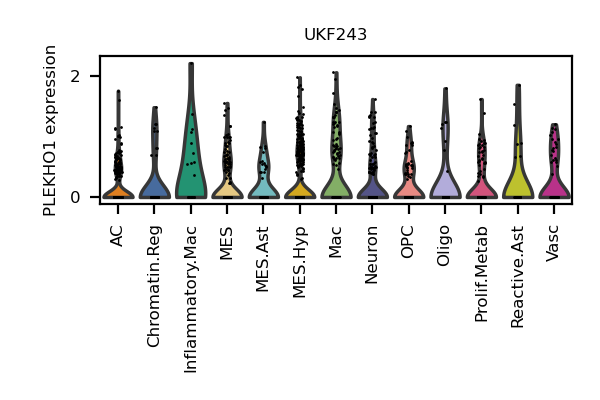 UKF243
PLEKHO1 expression
2
0
AC
Chromatin.Reg
Inflammatory.Mac
MES
MES.Ast
MES.Hyp
Mac
Neuron
OPC
Oligo
Prolif.Metab
Reactive.Ast
Vasc